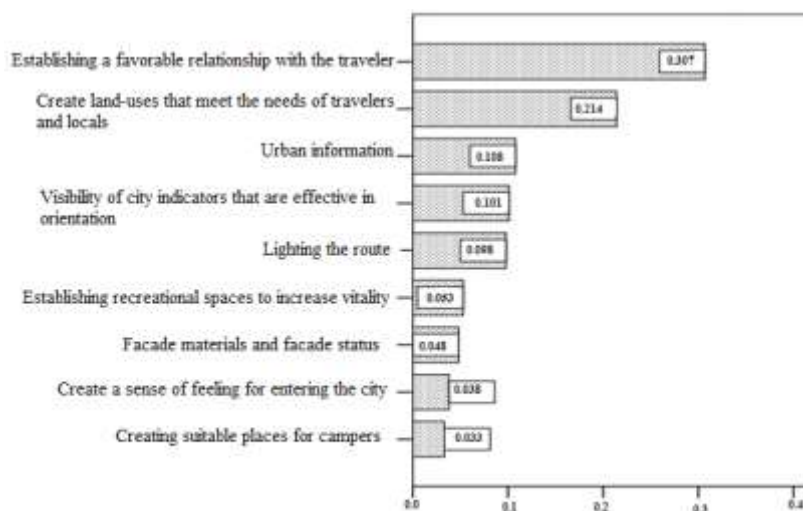 Establishing a favorable relationship with the traveler
0.307
Create land-uses that meet the needs of travelers
and locals
0.214
Urban information
0.108
Visibility of city indicators that are effective in
orientation
0.101
Lighting the route
0.098
Establishing recreational spaces to increase vitality
0.053
Facade materials and facade status
0.048
Create a sense of feeling for entering the city
0.038
Creating suitable places for campers
0.033
0.0 0.1 0.2 0.3 0.4